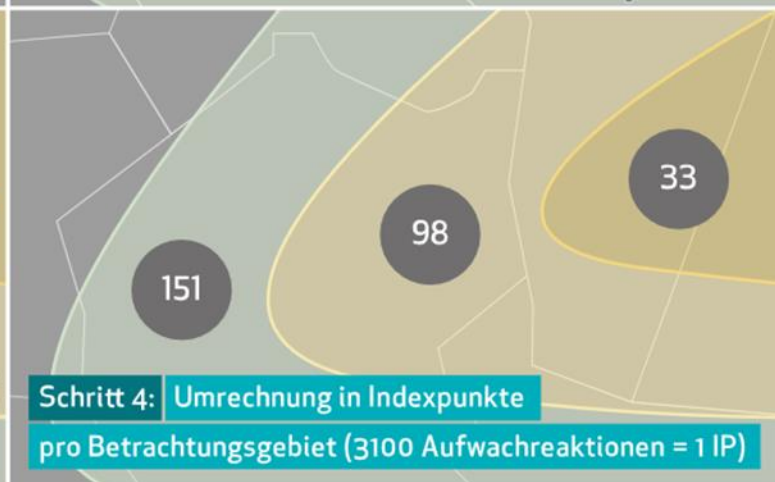 33
98
151
Schritt 4: Umrechnung in Indexpunkte
pro Betrachtungsgebiet (3100 Aufwachreaktionen = 1 IP)